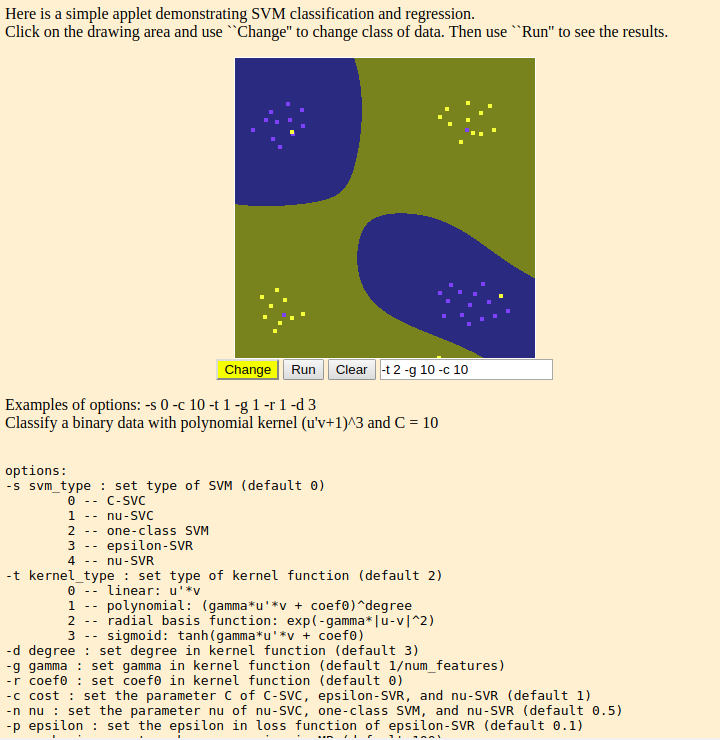 Here is a simple applet demonstrating SVM classification and regression.
Click on the drawing area and use ``Change'' to change class of data. Then use ``Run'' to see the results.
Change Run Clear -t 2 -g 10 -c 10
Examples of options: -s 0 -c 10 -t 1 -g 1 -r 1 -d 3
Classify a binary data with polynomial kernel (u'v+1)^3 and C = 10
options:
-s svm_type : set type of SVM (default 0)
0 -- C-SVC
1 -- nu-SVC
2 -- one-class SVM
3 -- epsilon-SVR
4 -- nu-SVR
-t kernel_type : set type of kernel function (default 2)
0 -- linear: u'*v
1 -- polynomial: (gamma*u'*v + coef0)^degree
2 -- radial basis function: exp(-gamma*|u-v|^2)
3 -- sigmoid: tanh(gamma*u'*v + coef0)
-d degree : set degree in kernel function (default 3)
-g gamma : set gamma in kernel function (default 1/num_features)
-r coef0 : set coef0 in kernel function (default 0)
-c cost : set the parameter C of C-SVC, epsilon-SVR, and nu-SVR (default 1)
-n nu : set the parameter nu of nu-SVC, one-class SVM, and nu-SVR (default 0.5)
-p epsilon : set the epsilon in loss function of epsilon-SVR (default 0.1)